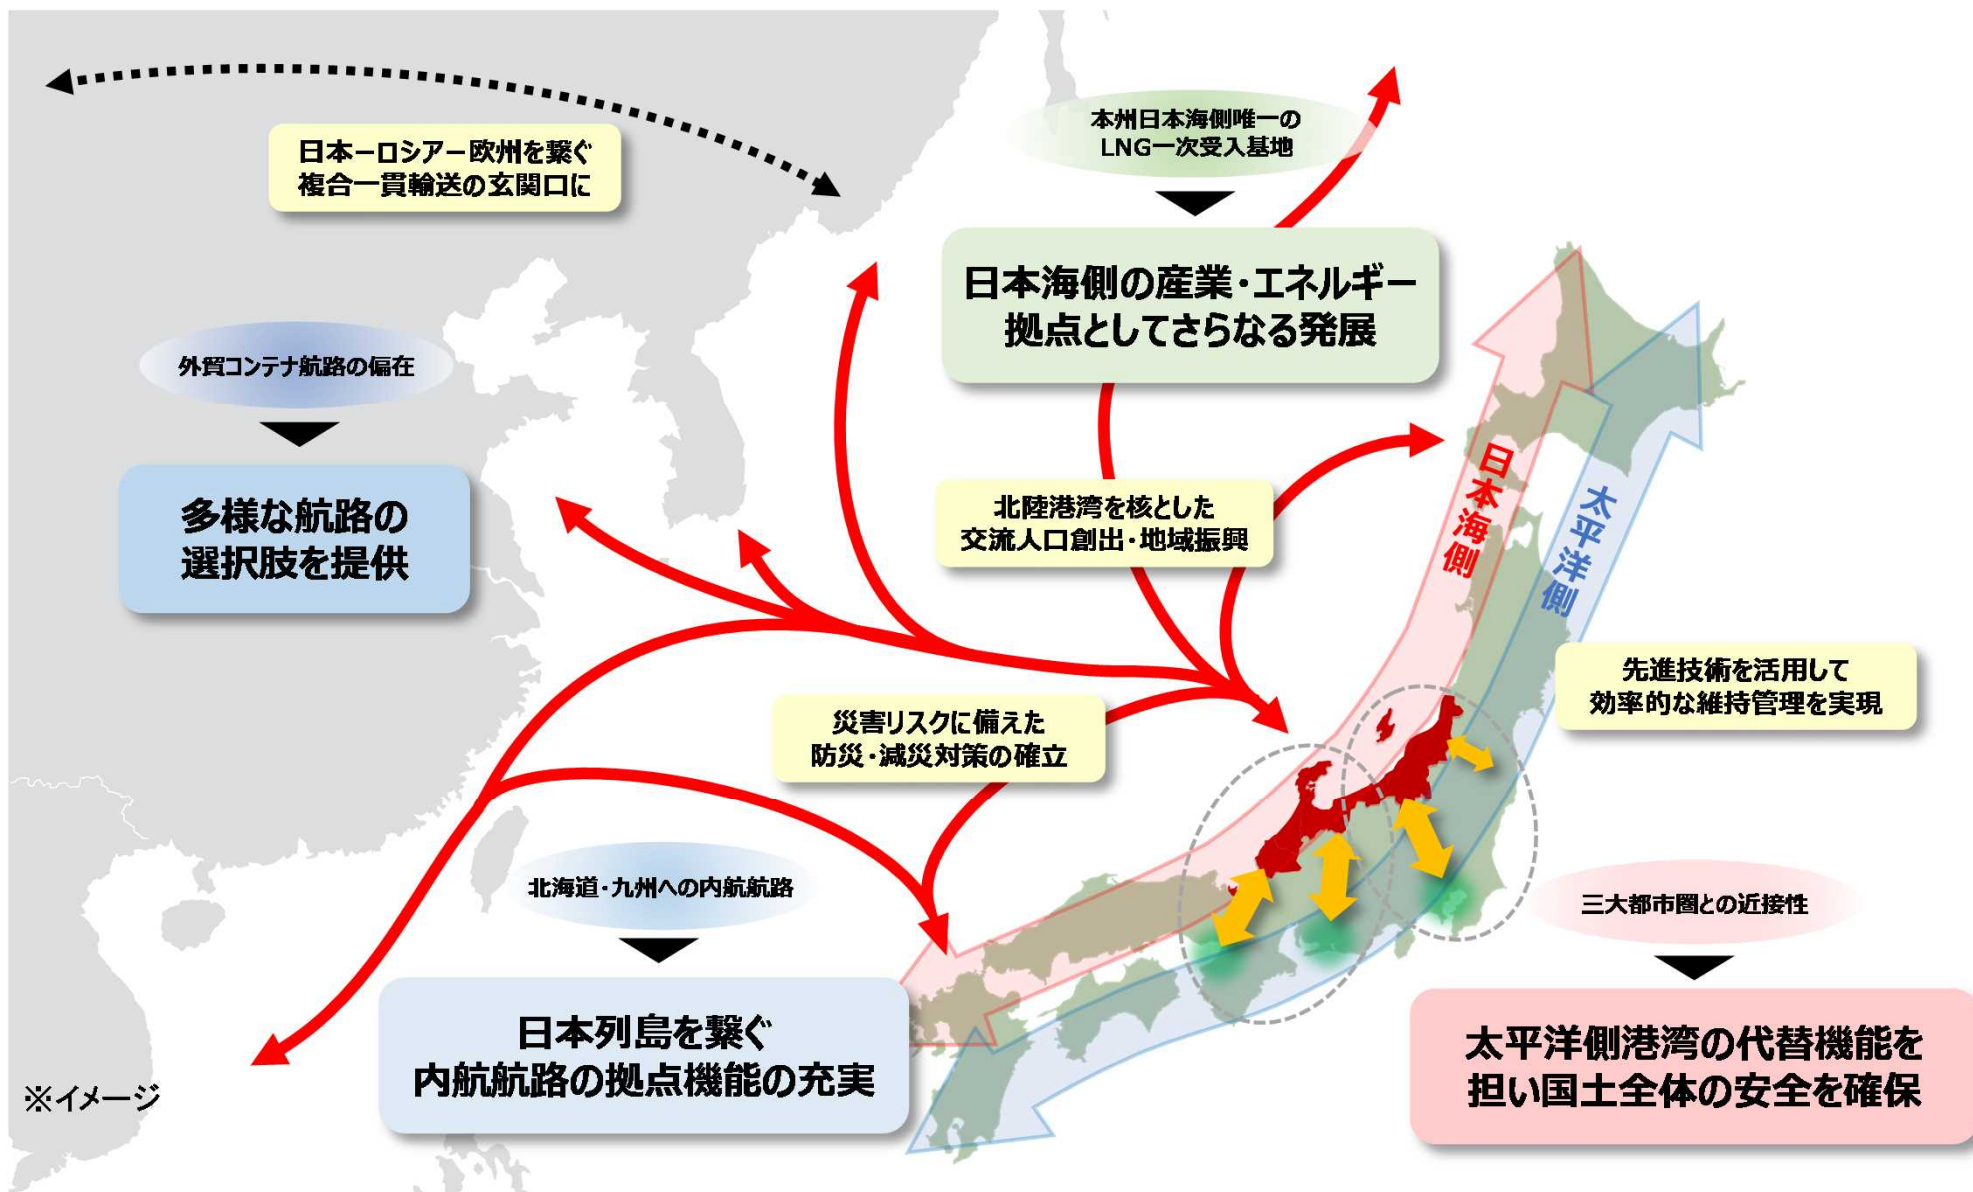 日本ーロシアー欧州を繋ぐ
複合一貫輸送の玄関口に
本州日本海側唯一の
LNG一次受入基地
日本海側の産業・エネルギー
拠点としてさらなる発展
外貿コンテナ航路の偏在
多様な航路の
選択肢を提供
北陸港湾を核とした
交流人口創出・地域振興
日本海側
太平洋側
先進技術を活用して
効率的な維持管理を実現
災害リスクに備えた
防災・減災対策の確立
北海道・九州への内航航路
三大都市圏との近接性
日本列島を繋ぐ
内航航路の拠点機能の充実
太平洋側港湾の代替機能を
担い国土全体の安全を確保
※イメージ